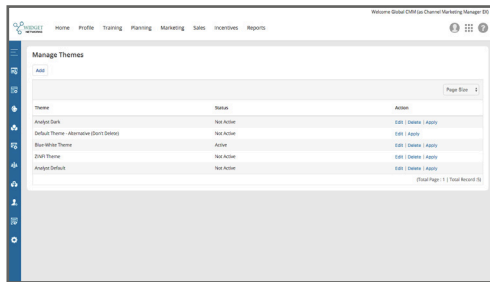 Welcome Global CMM (as Channel Marketing Manager DI)
WIDGET
Home Profile Training Planning Marketing Sales Incentives Reports
Manage Themes
Add
Page Size
Theme Status Action
Analyst Dark Not Active Edit | Delete | Apply
Default Theme - Alternative (Don't Delete) Not Active Edit | Apply
Blue White Theme Active Edit | Delete | Apply
ZINFI Theme Not Active Edit | Delete | Apply
Analyst Default Not Active Edit | Delete | Apply
(Total Page : 1 | Total Record :5)